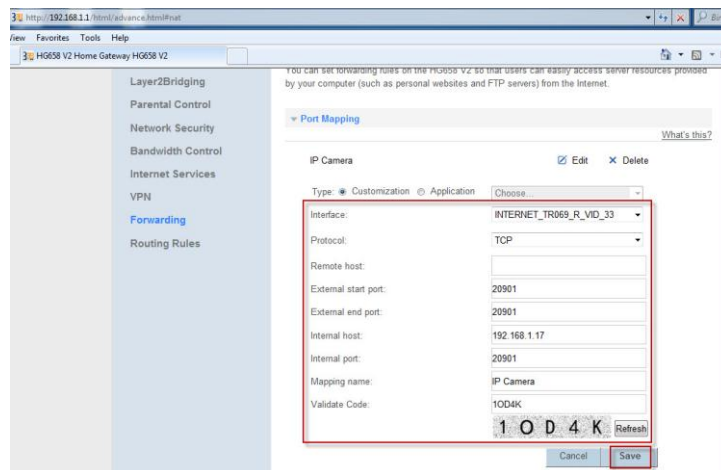 http://192.168.1.1/html/advance.html#nat
View Favorites Tools Help
HG658 V2 Home Gateway HG658 V2
You can set forwarding rules on the HG658 V2 so that users can easily access server resources provided
by your computer (such as personal websites and FTP servers) from the Internet.
Layer2Bridging
Parental Control
Network Security
Bandwidth Control
Internet Services
VPN
Forwarding
Routing Rules
Port Mapping
What's this?
IP Camera Edit Delete
Type: Customization Application Choose...
Interface: INTERNET_TR069_R_VID_33
Protocol: TCP
Remote host:
External start port: 20901
External end port: 20901
Internal host: 192.168.1.17
Internal port: 20901
Mapping name: IP Camera
Validate Code: 1OD4K
1 O D 4 K Refresh
Cancel Save